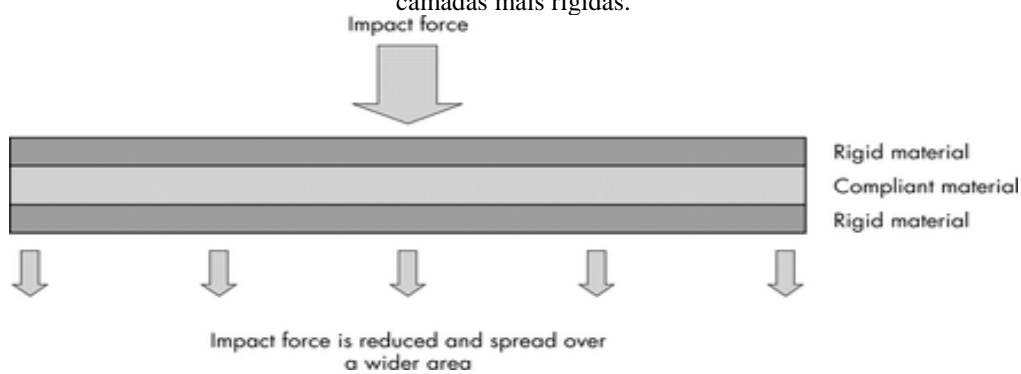 camadas mais rígidas.
Impact force
Rigid material
Compliant material
Rigid material
Impact force is reduced and spread over
a wider area